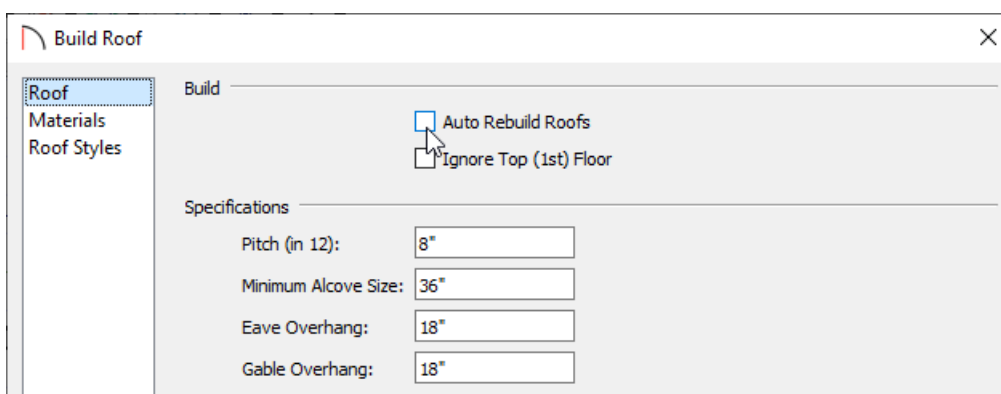 Build Roof
Roof
Materials
Roof Styles
Build
Auto Rebuild Roofs
Ignore Top (1st) Floor
Specifications
Pitch (in 12): 8"
Minimum Alcove Size: 36"
Eave Overhang: 18"
Gable Overhang: 18"